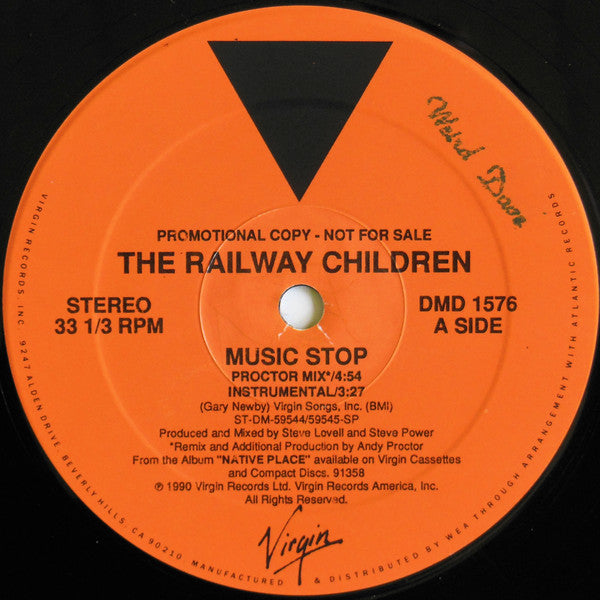 Weird Dave
PROMOTIONAL COPY - NOT FOR SALE
THE RAILWAY CHILDREN
STEREO
33 1/3 RPM
DMD 1576
A SIDE
MUSIC STOP
PROCTOR MIX*/4:54
INSTRUMENTAL/3:27
(Gary Newby) Virgin Songs, Inc. (BMI)
ST-DM-59544/59545-SP
Produced and Mixed by Steve Lovell and Steve Power
*Remix and Additional Production by Andy Proctor
From the Album "NATIVE PLACE" available on Virgin Cassettes
and Compact Discs. 91358
℗ 1990 Virgin Records Ltd. Virgin Records America, Inc.
All Rights Reserved.
Virgin
VIRGIN RECORDS, INC. 9247 ALDEN DRIVE, BEVERLY HILLS, CA 90210 MANUFACTURED & DISTRIBUTED BY WEA THROUGH ARRANGEMENT WITH ATLANTIC RECORDS